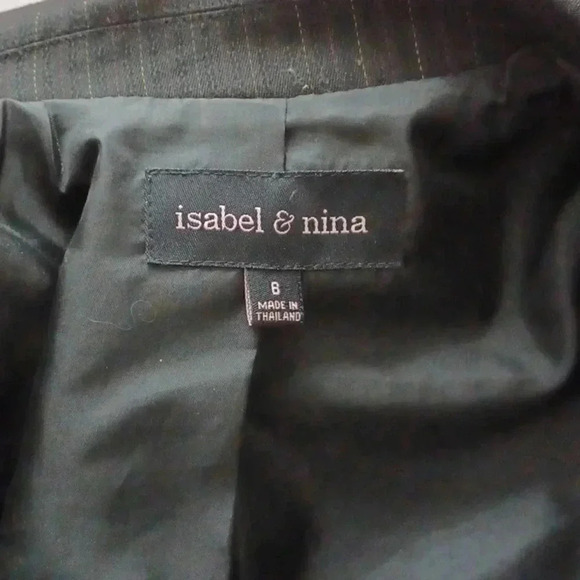 isabel & nina
8
MADE IN
THAILAND